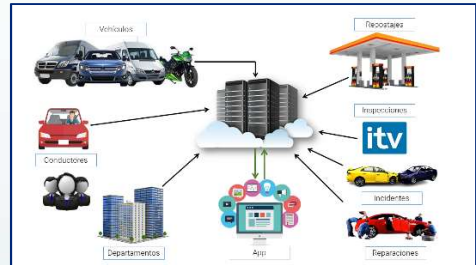 Vehículos
Repostajes
Inspecciones
itv
Conductores
Incidentes
Departamentos
App
Reparaciones